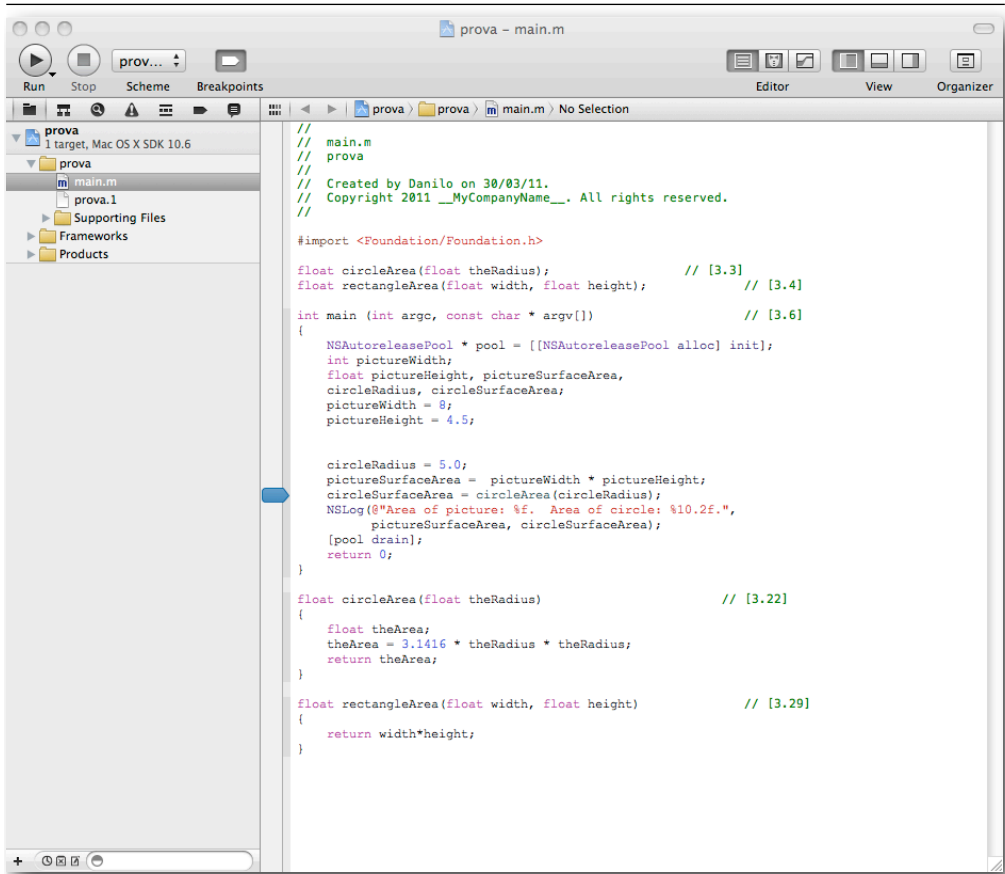 prova – main.m
prov...
Run Stop Scheme Breakpoints Editor View Organizer
prova prova main.m No Selection
prova
1 target, Mac OS X SDK 10.6
prova
main.m
prova.1
Supporting Files
Frameworks
Products
//
// main.m
// prova
//
// Created by Danilo on 30/03/11.
// Copyright 2011 __MyCompanyName__. All rights reserved.
//
#import <Foundation/Foundation.h>
float circleArea(float theRadius); // [3.3]
float rectangleArea(float width, float height); // [3.4]
int main (int argc, const char * argv[]) // [3.6]
{
NSAutoreleasePool * pool = [[NSAutoreleasePool alloc] init];
int pictureWidth;
float pictureHeight, pictureSurfaceArea,
circleRadius, circleSurfaceArea;
pictureWidth = 8;
pictureHeight = 4.5;
circleRadius = 5.0;
pictureSurfaceArea =  pictureWidth * pictureHeight;
circleSurfaceArea = circleArea(circleRadius);
NSLog(@"Area of picture: %f.  Area of circle: %10.2f.",
pictureSurfaceArea, circleSurfaceArea);
[pool drain];
return 0;
}
float circleArea(float theRadius) // [3.22]
{
float theArea;
theArea = 3.1416 * theRadius * theRadius;
return theArea;
}
float rectangleArea(float width, float height) // [3.29]
{
return width*height;
}